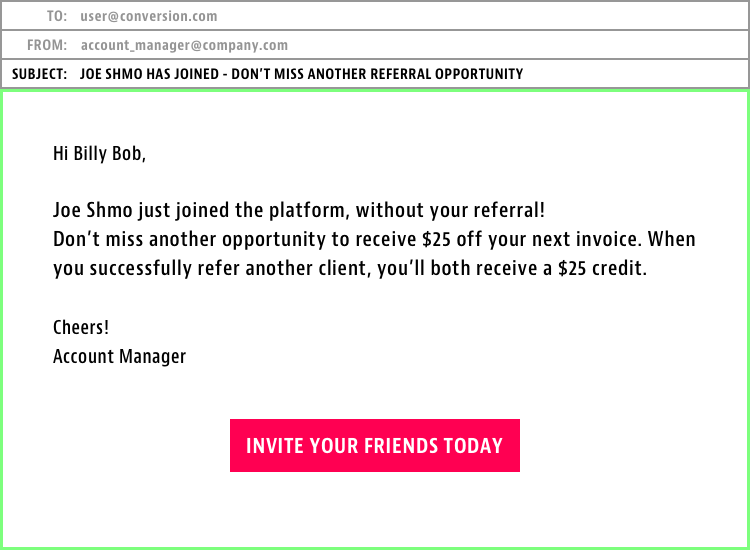 TO: user@conversion.com
FROM: account_manager@company.com
SUBJECT: JOE SHMO HAS JOINED - DON’T MISS ANOTHER REFERRAL OPPORTUNITY
Hi Billy Bob,
Joe Shmo just joined the platform, without your referral!
Don’t miss another opportunity to receive $25 off your next invoice. When
you successfully refer another client, you’ll both receive a $25 credit.
Cheers!
Account Manager
INVITE YOUR FRIENDS TODAY